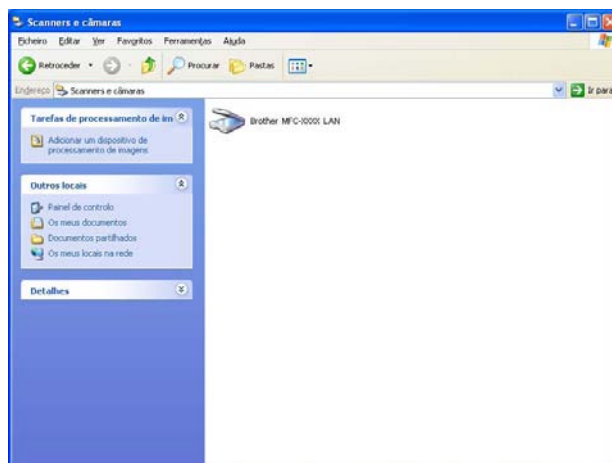 Scanners e câmaras
Ficheiro Editar Ver Favoritos Ferramentas Ajuda
Retroceder Procurar Pastas
Endereço Scanners e câmaras Ir para
Tarefas de processamento de im
Adicionar um dispositivo de
processamento de imagens
Outros locais
Painel de controlo
Os meus documentos
Documentos partilhados
Os meus locais na rede
Detalhes
Brother MFC-XXXX LAN